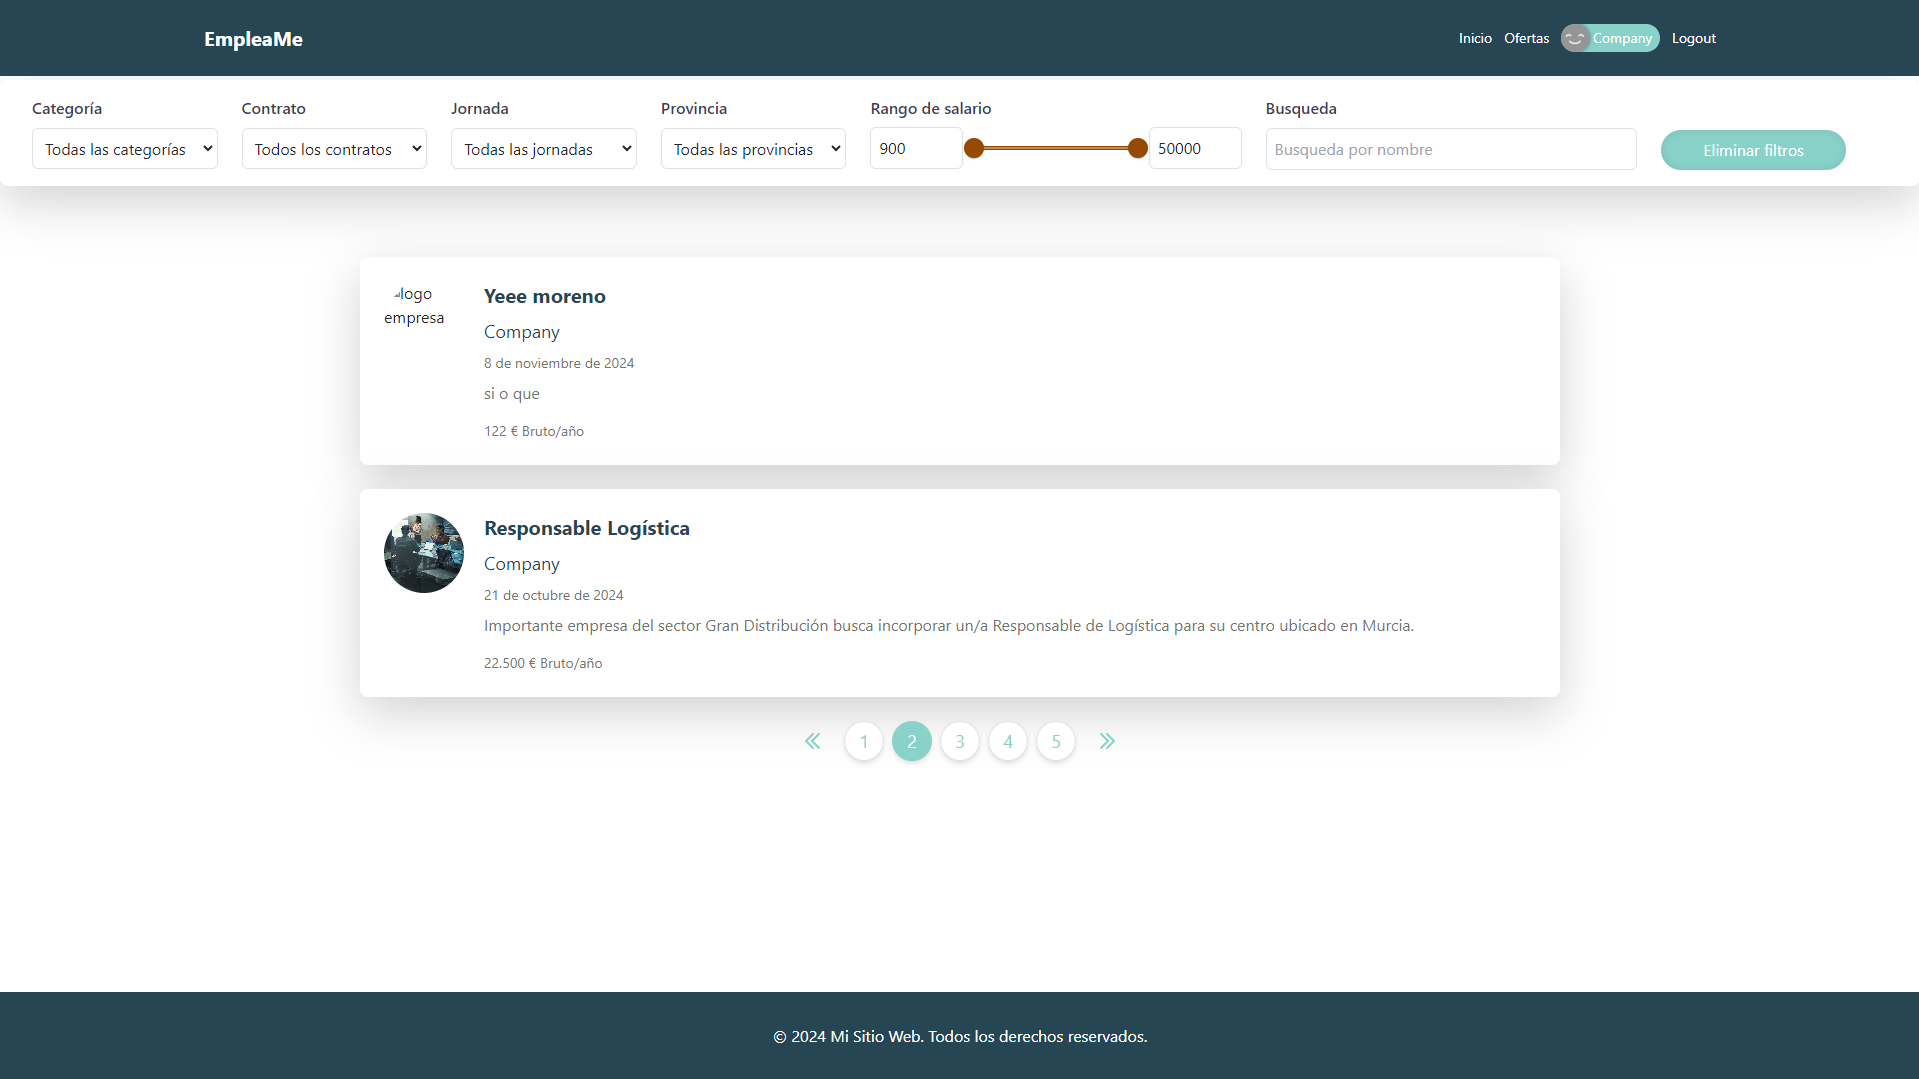 EmpleaMe
Inicio Ofertas Company Logout
Categoría Contrato Jornada Provincia Rango de salario Busqueda
Todas las categorías Todos los contratos Todas las jornadas Todas las provincias 900 50000 Busqueda por nombre Eliminar filtros
logo
empresa
Yeee moreno
Company
8 de noviembre de 2024
si o que
122 € Bruto/año
Responsable Logística
Company
21 de octubre de 2024
Importante empresa del sector Gran Distribución busca incorporar un/a Responsable de Logística para su centro ubicado en Murcia.
22.500 € Bruto/año
1 2 3 4 5
© 2024 Mi Sitio Web. Todos los derechos reservados.